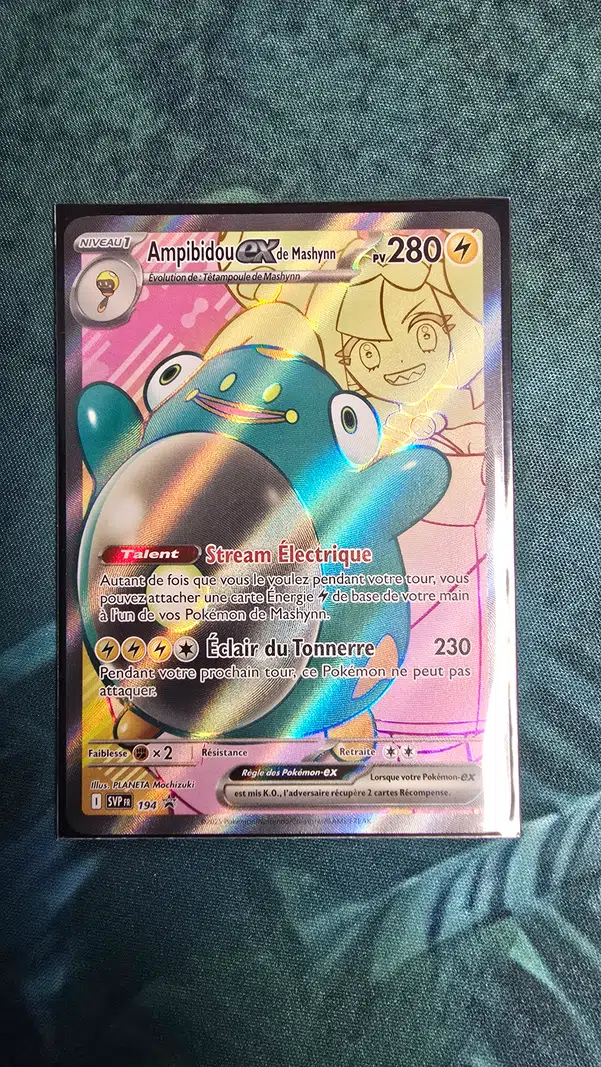 NIVEAU 1
Ampibidou ex de Mashynn PV 280
Évolution de : Têtampoule de Mashynn
Talent Stream Électrique
Autant de fois que vous le voulez pendant votre tour, vous
pouvez attacher une carte Énergie de base de votre main
à l'un de vos Pokémon de Mashynn.
Éclair du Tonnerre 230
Pendant votre prochain tour, ce Pokémon ne peut pas
attaquer.
Faiblesse ×2 Résistance Retraite
Illus. PLANETA Mochizuki
Règle des Pokémon-ex Lorsque votre Pokémon-ex
est mis K.O., l'adversaire récupère 2 cartes Récompense.
I SVP FR 194
©2025 Pokémon